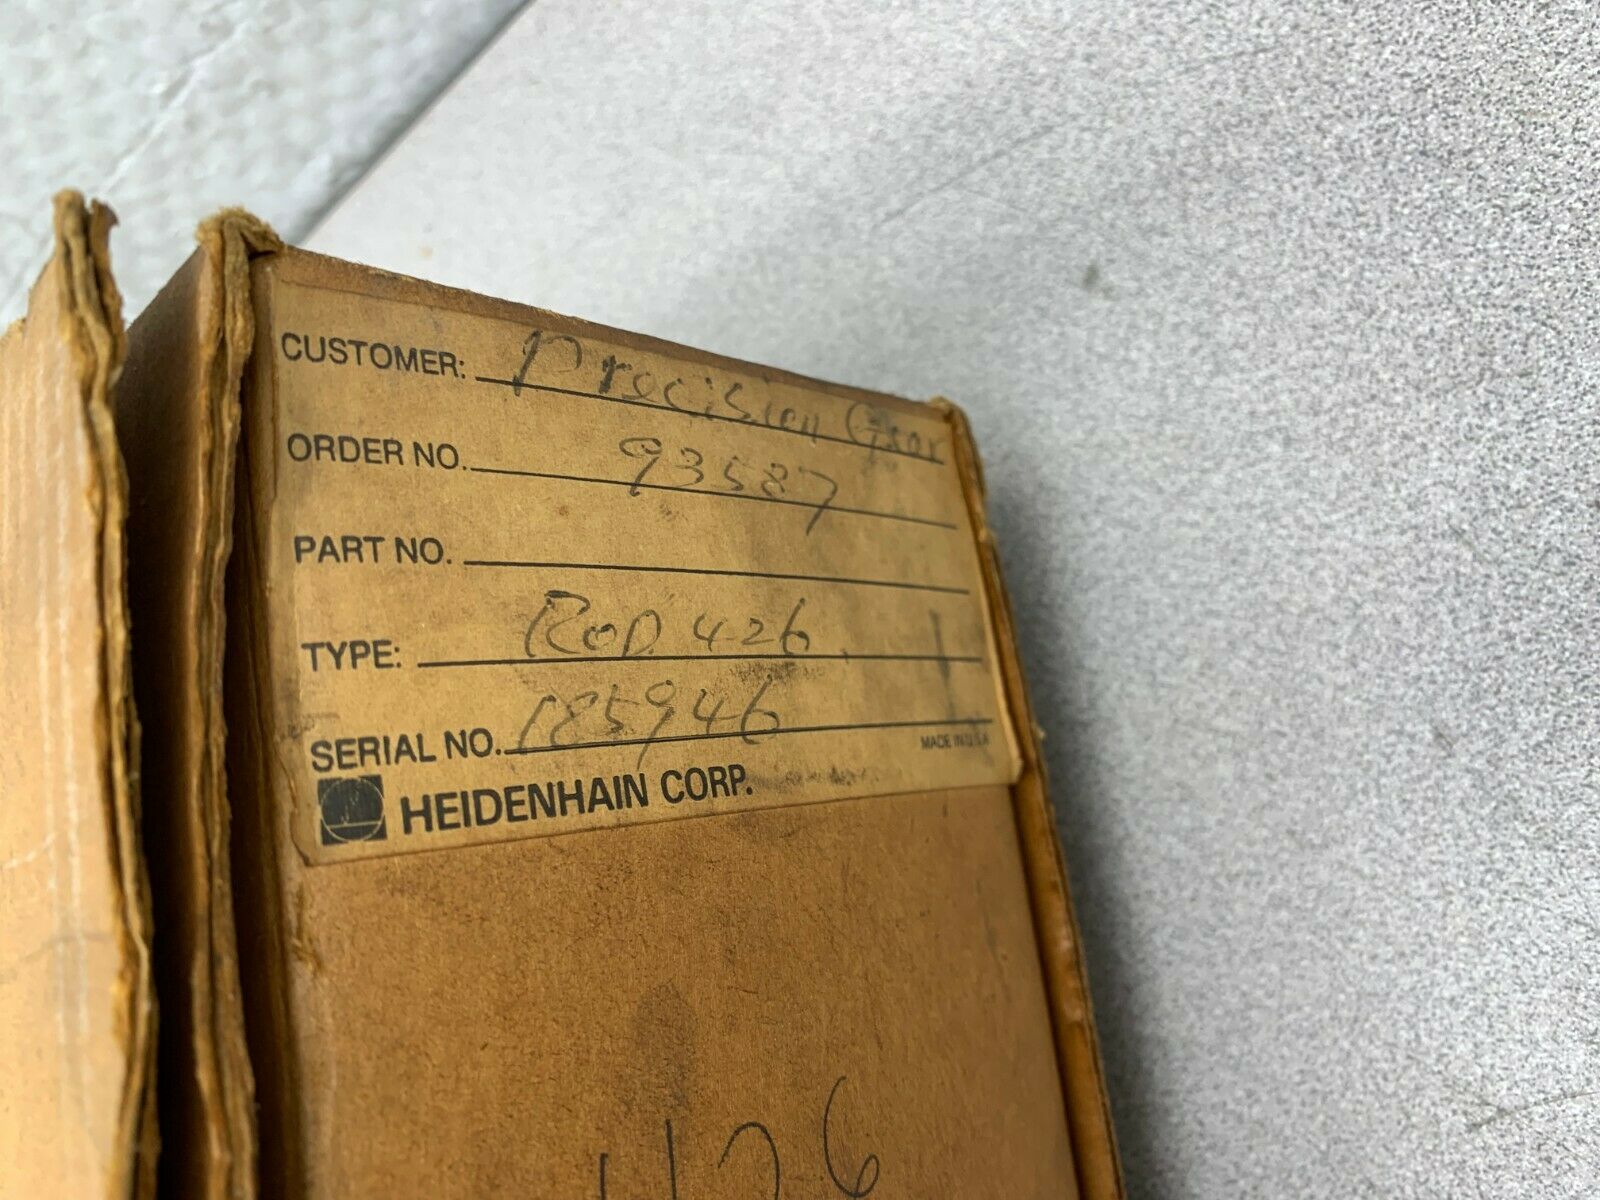 CUSTOMER: Precision Gear
ORDER NO. 93587
PART NO.
TYPE: ROD 426
SERIAL NO. 185946
MADE IN U.S.A
HEIDENHAIN CORP.
426